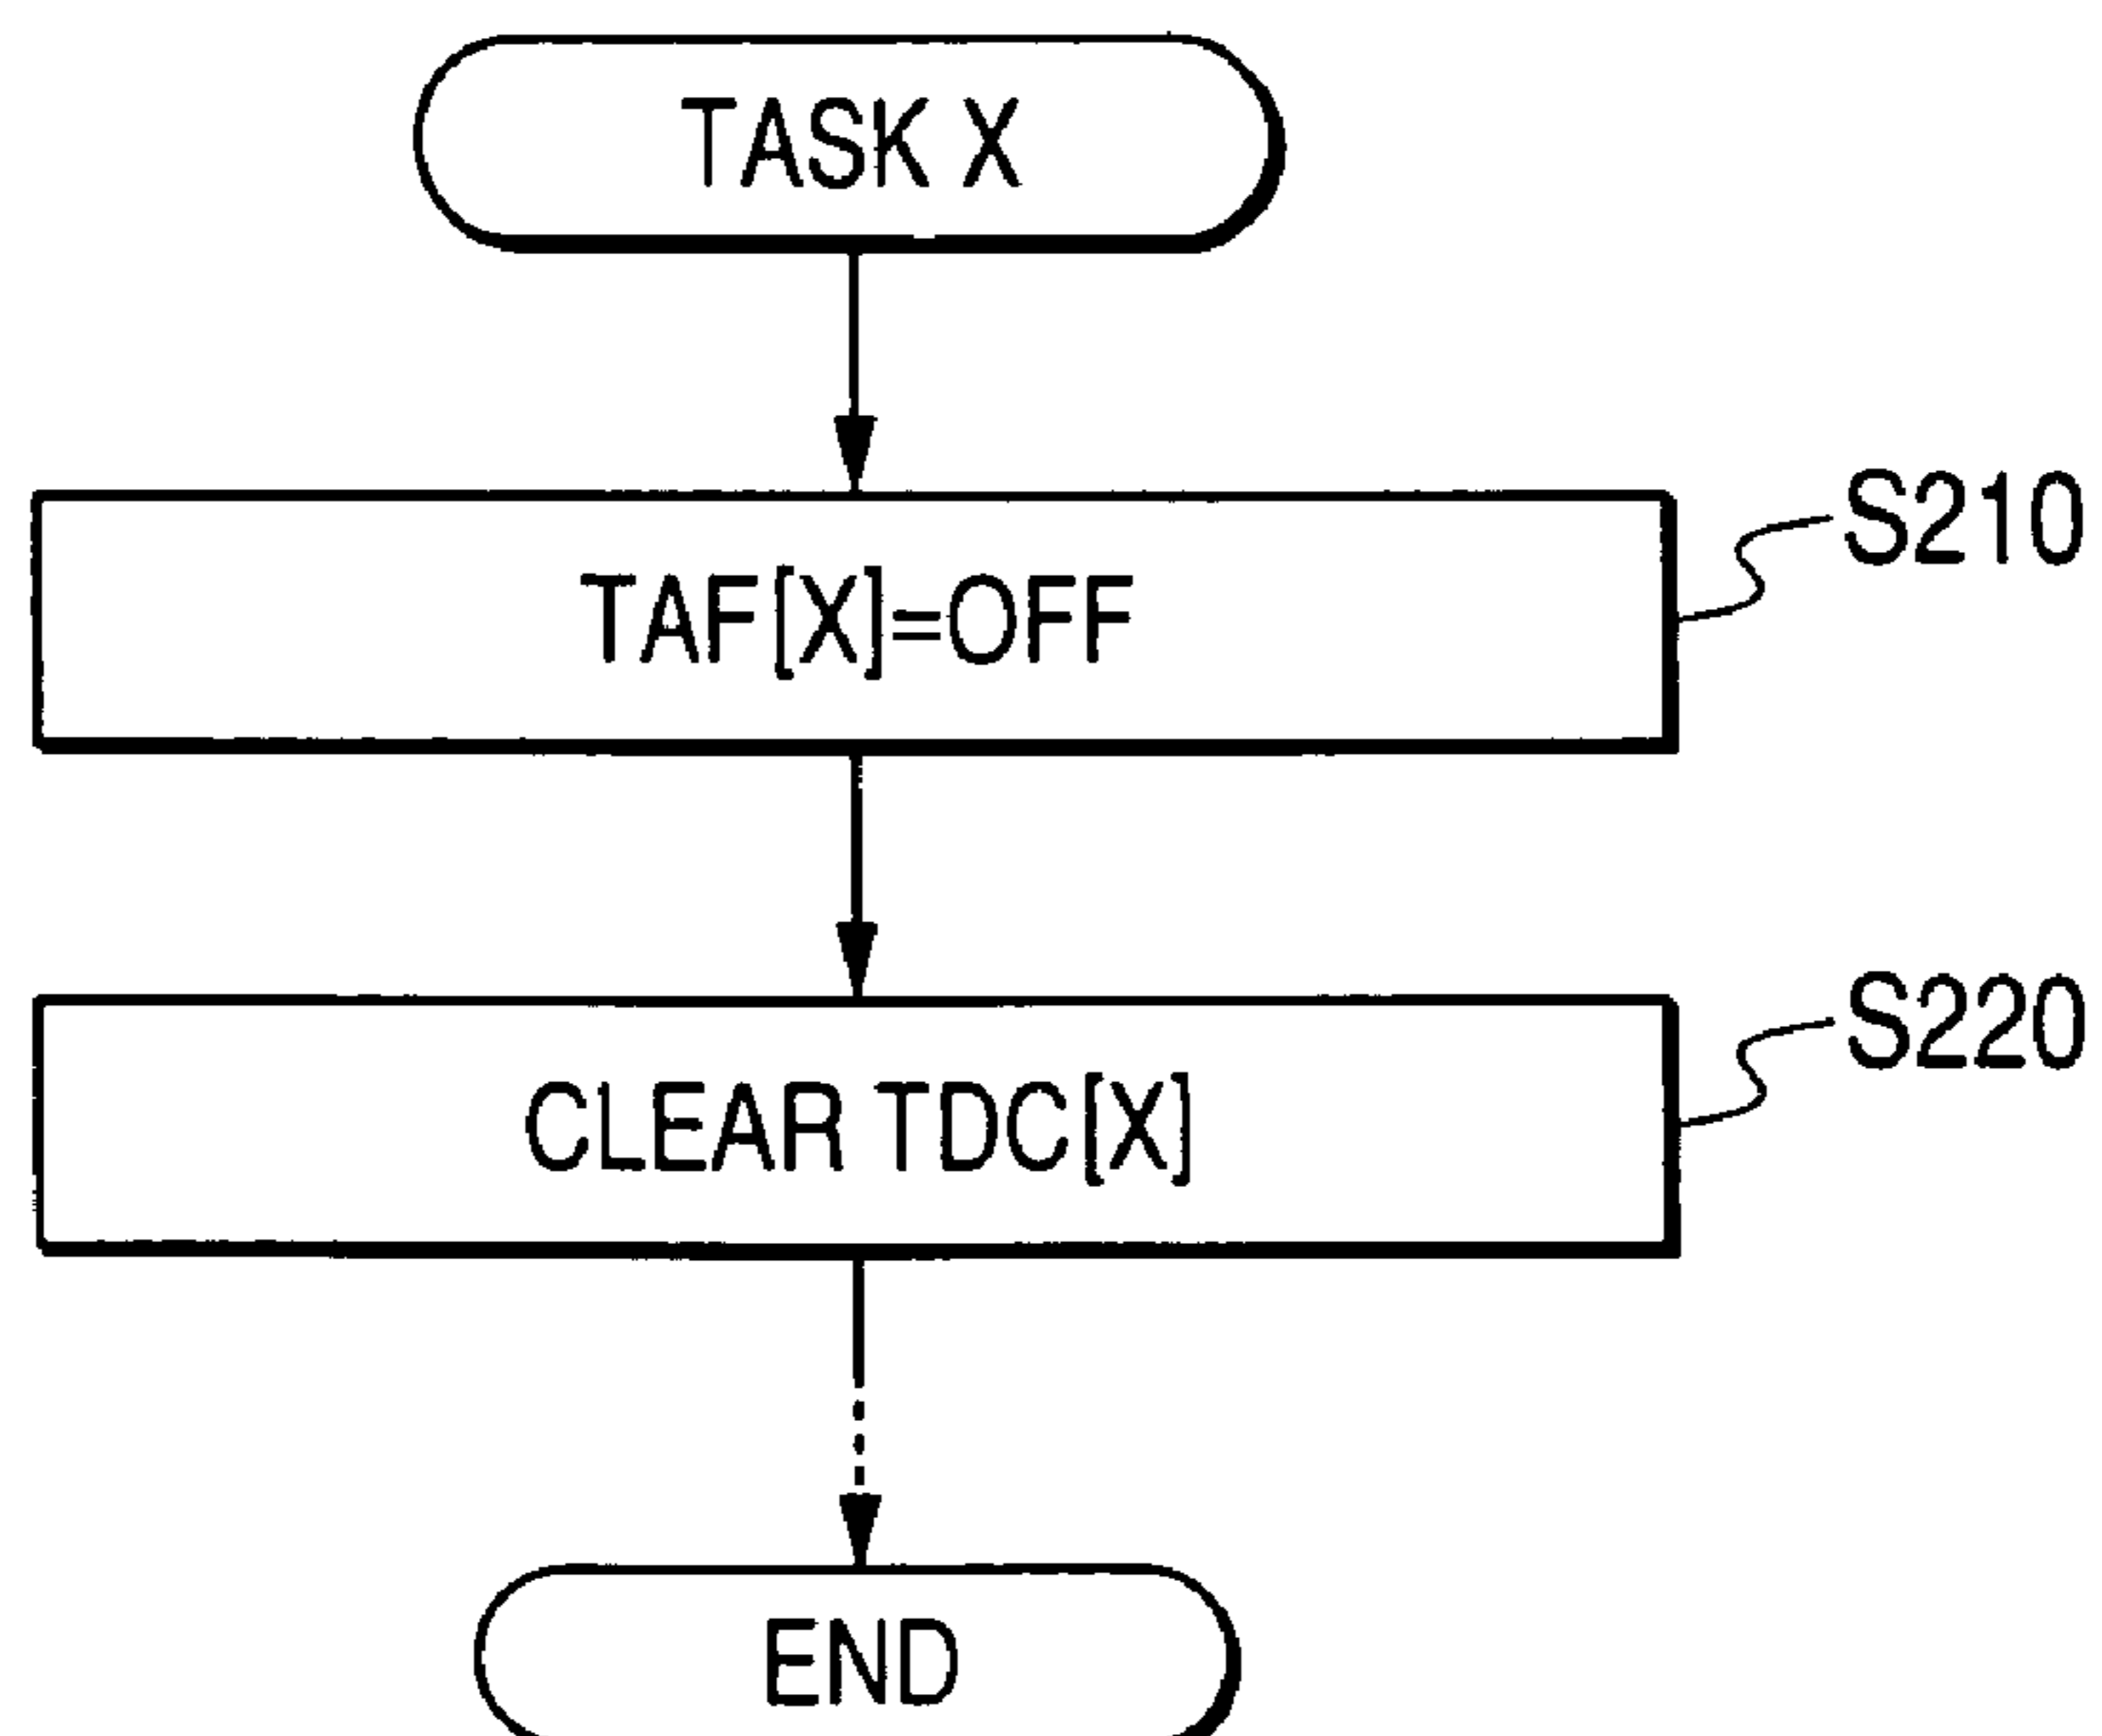 TASK X
S210
TAF[X]=OFF
S220
CLEAR TDC[X]
END